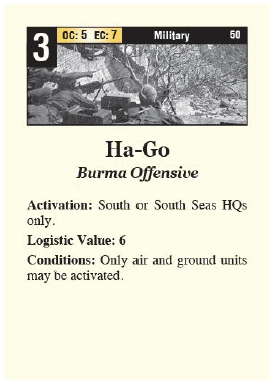 3
OC: 5 EC: 7 Military 50
Ha-Go
Burma Offensive
Activation: South or South Seas HQs
only.
Logistic Value: 6
Conditions: Only air and ground units
may be activated.